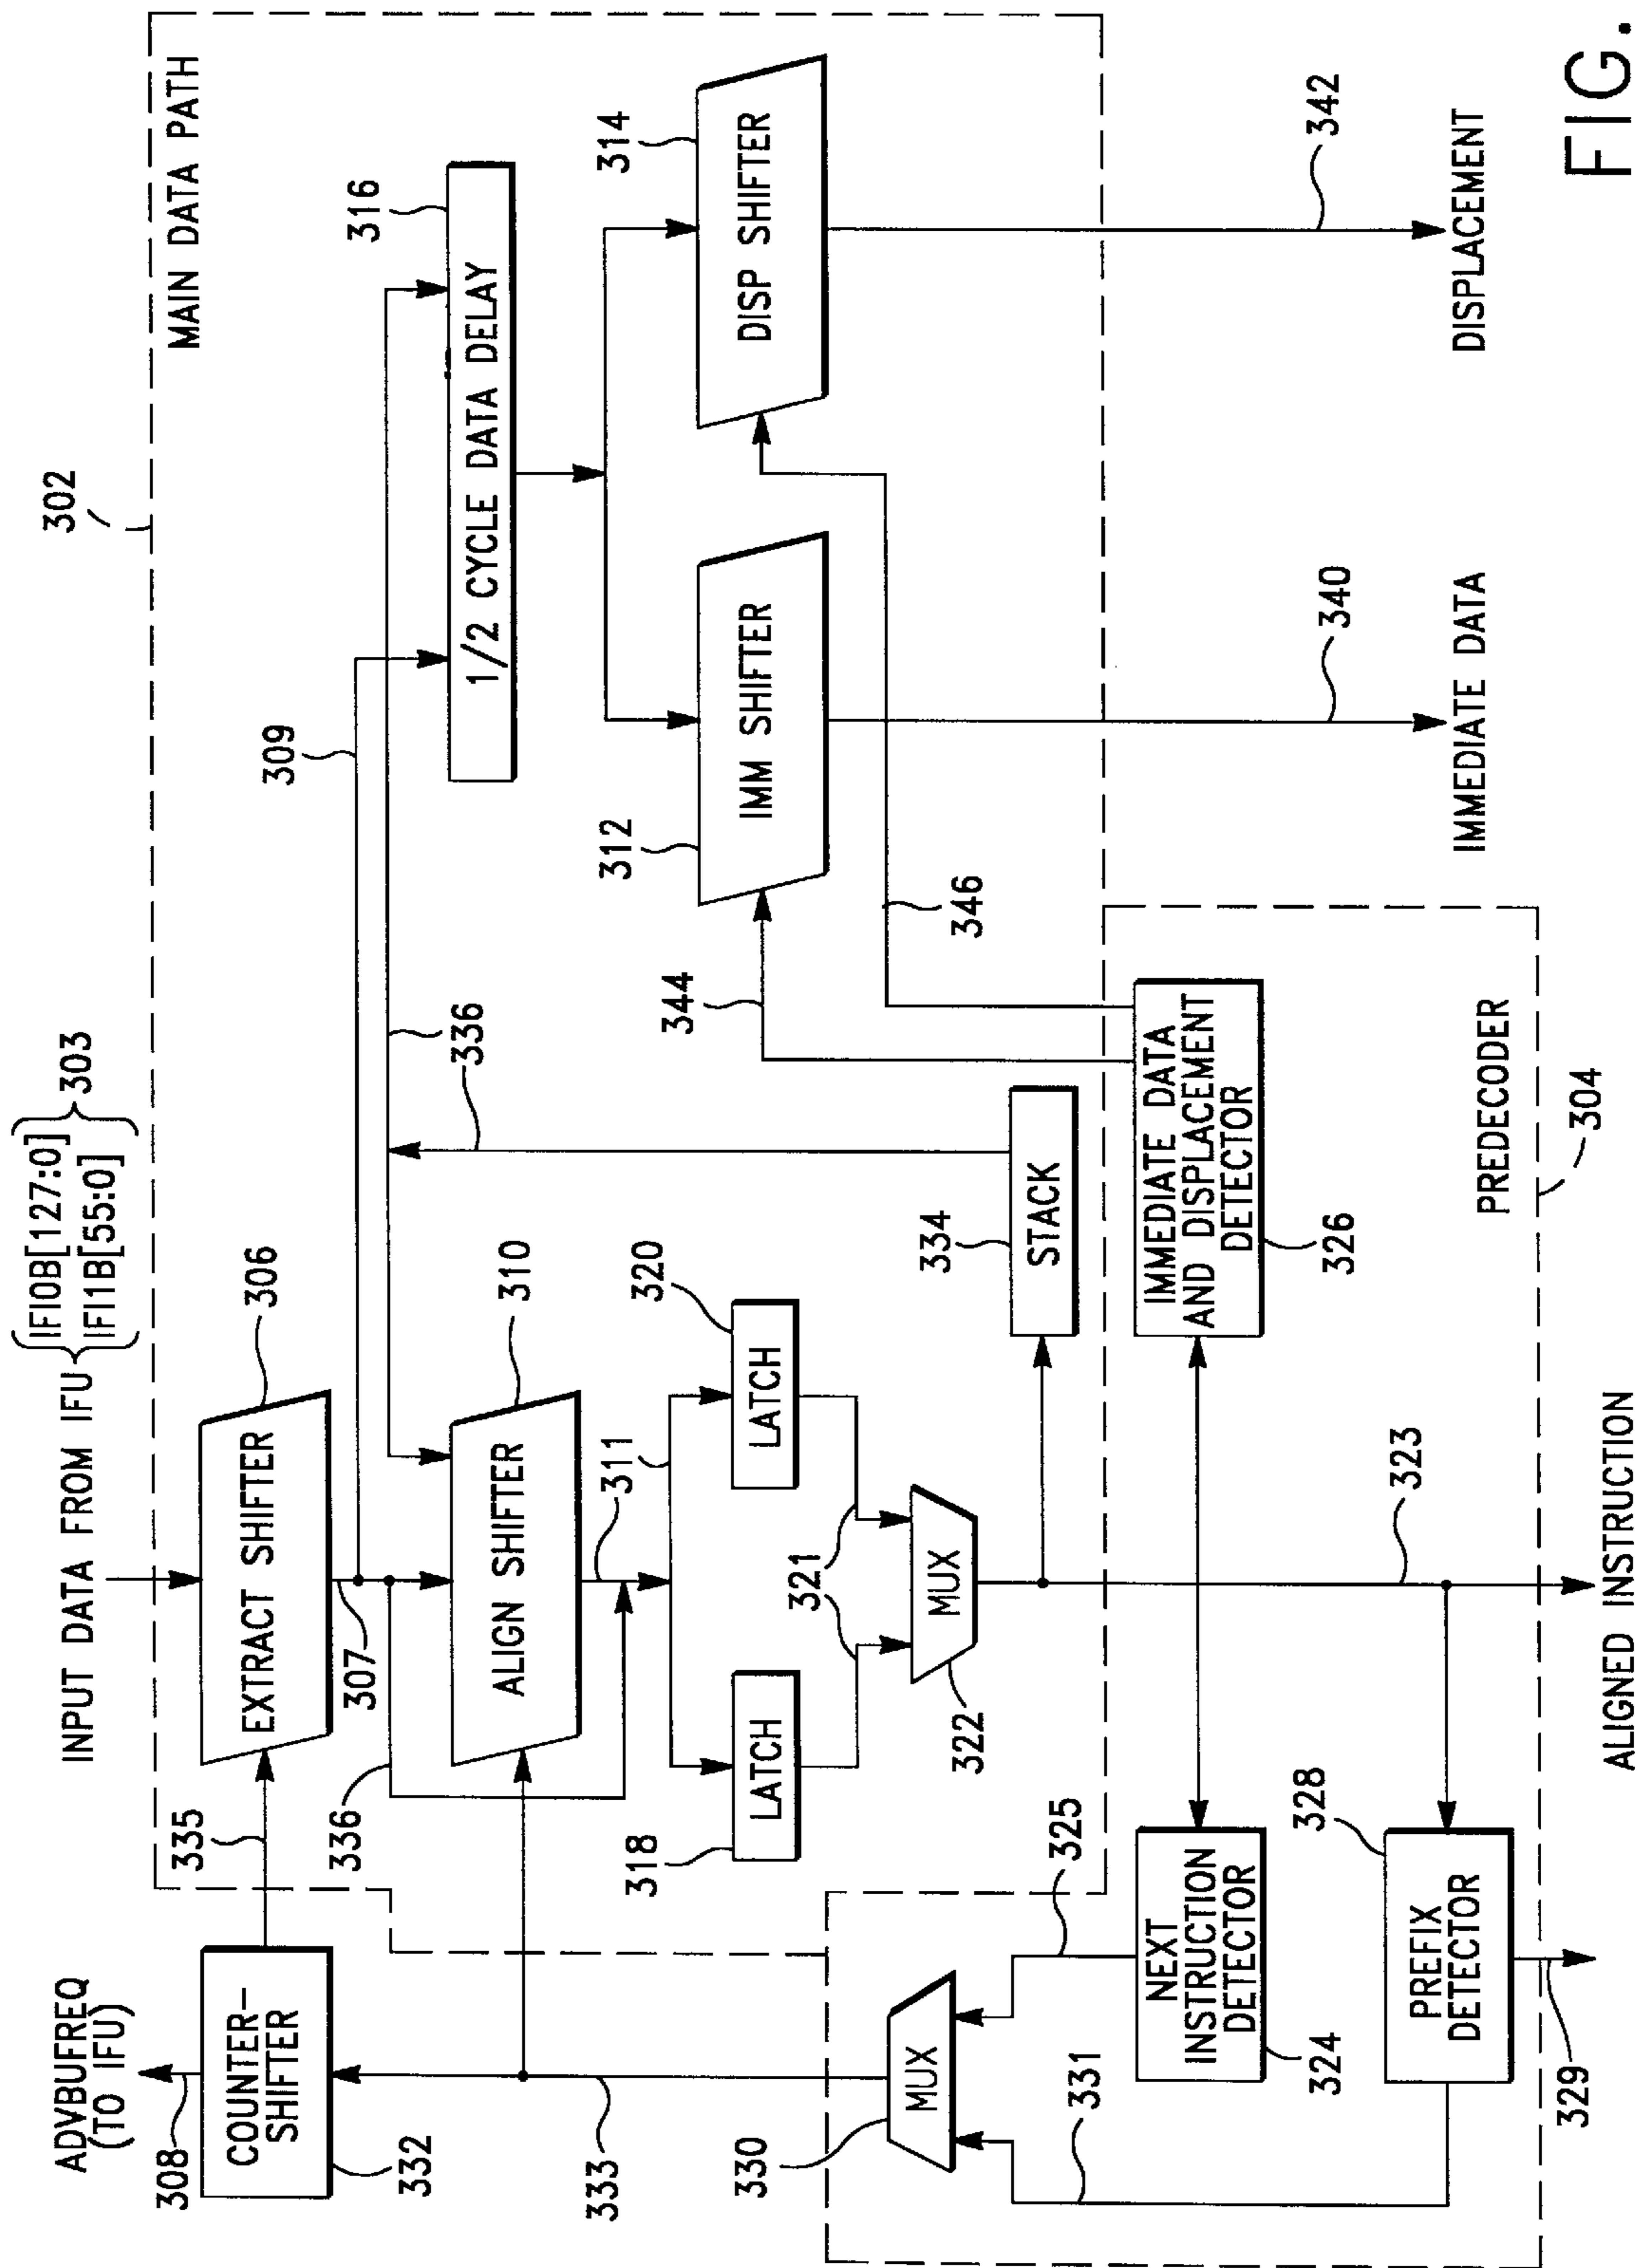 INPUT DATA FROM IFU { IFI0B[127:0] } 303
IFI1B[55:0]
302
MAIN DATA PATH
ADVBUFREQ
(TO IFU)
308
COUNTER-
SHIFTER
332
335
EXTRACT SHIFTER
306
307
336
309
336
316
1/2 CYCLE DATA DELAY
ALIGN SHIFTER
310
311
311
333
318
LATCH
320
LATCH
321
312
IMM SHIFTER
314
DISP SHIFTER
322
MUX
334
STACK
344
346
330
MUX
325
331
NEXT
INSTRUCTION
DETECTOR
324
IMMEDIATE DATA
AND DISPLACEMENT
DETECTOR
326
340
342
328
PREFIX
DETECTOR
329
323
PREDECODER
304
ALIGNED INSTRUCTION
IMMEDIATE DATA
DISPLACEMENT
FIG.